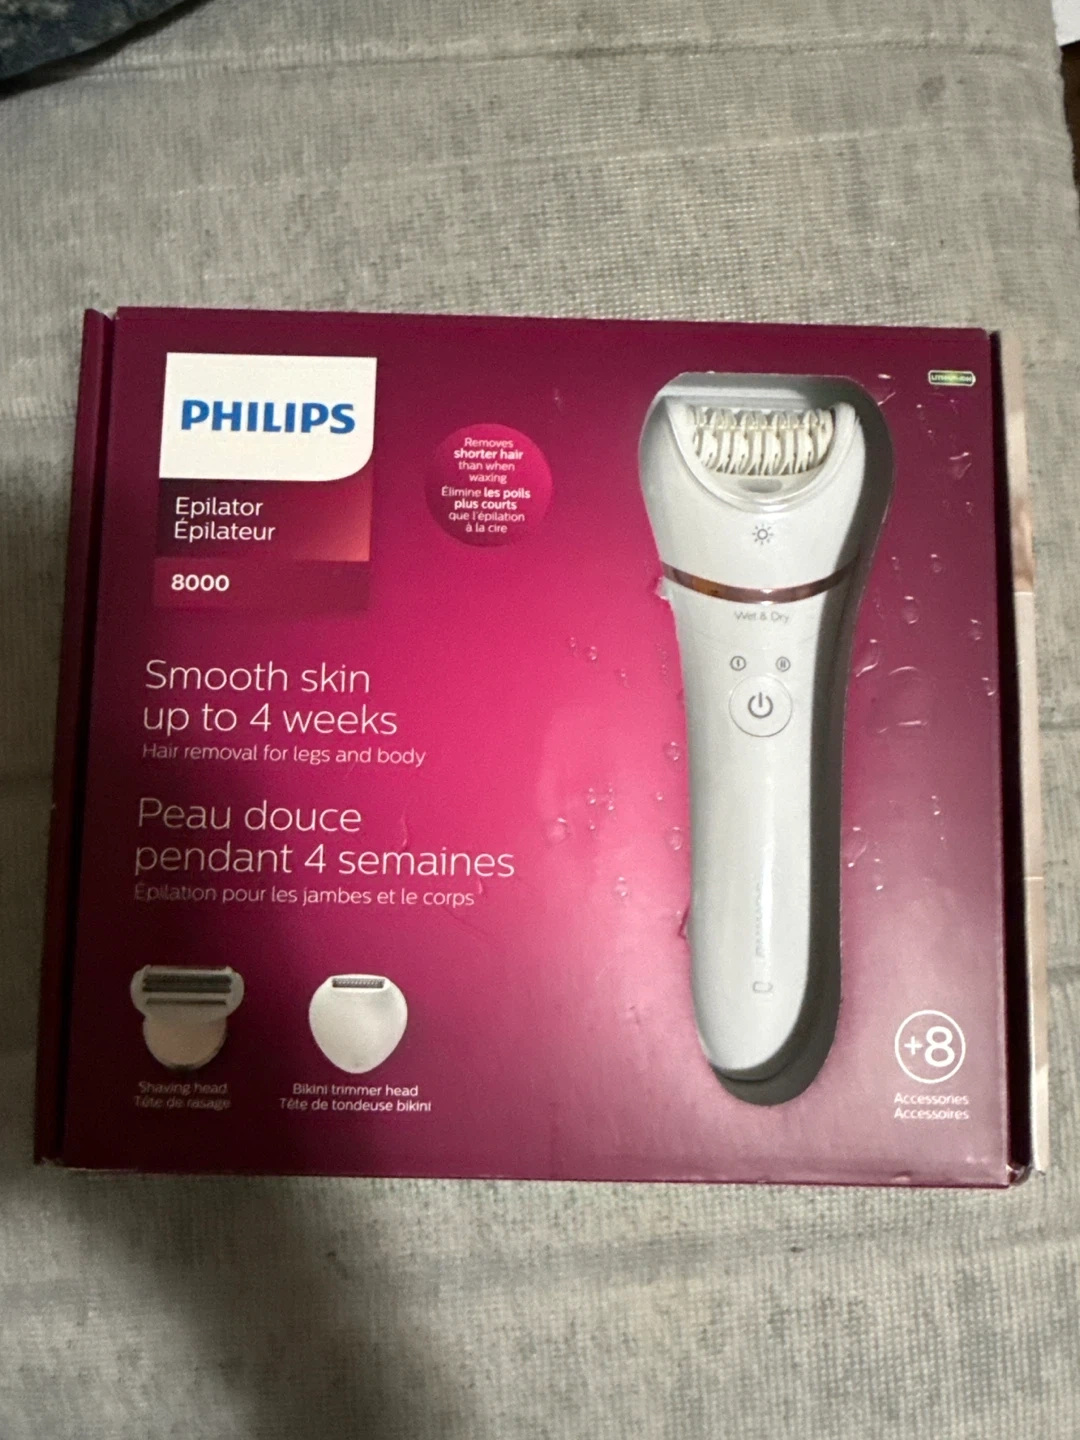 PHILIPS
Epilator
Épilateur
8000
Removes
shorter hair
than when
waxing
Élimine les poils
plus courts
que l'épilation
à la cire
Smooth skin
up to 4 weeks
Hair removal for legs and body
Peau douce
pendant 4 semaines
Épilation pour les jambes et le corps
Shaving head
Tête de rasage
Bikini trimmer head
Tête de tondeuse bikini
Wet & Dry
I
II
+8
Accessories
Accessoires